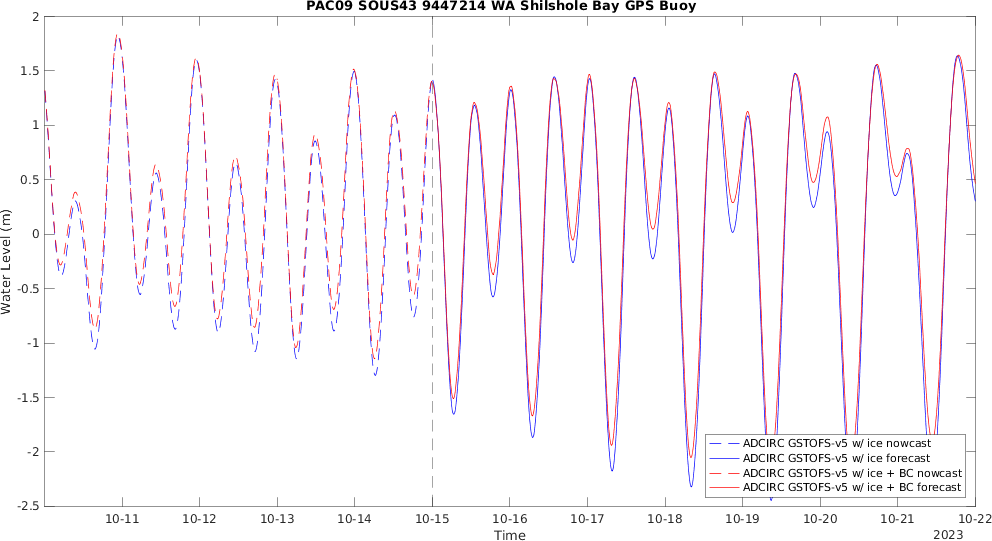 PAC09 SOUS43 9447214 WA Shilshole Bay GPS Buoy
Water Level (m)
2
1.5
1
0.5
0
-0.5
-1
-1.5
-2
-2.5
ADCIRC GSTOFS-v5 w/ ice nowcast
ADCIRC GSTOFS-v5 w/ ice forecast
ADCIRC GSTOFS-v5 w/ ice + BC nowcast
ADCIRC GSTOFS-v5 w/ ice + BC forecast
10-11 10-12 10-13 10-14 10-15 10-16 10-17 10-18 10-19 10-20 10-21 10-22
Time
2023